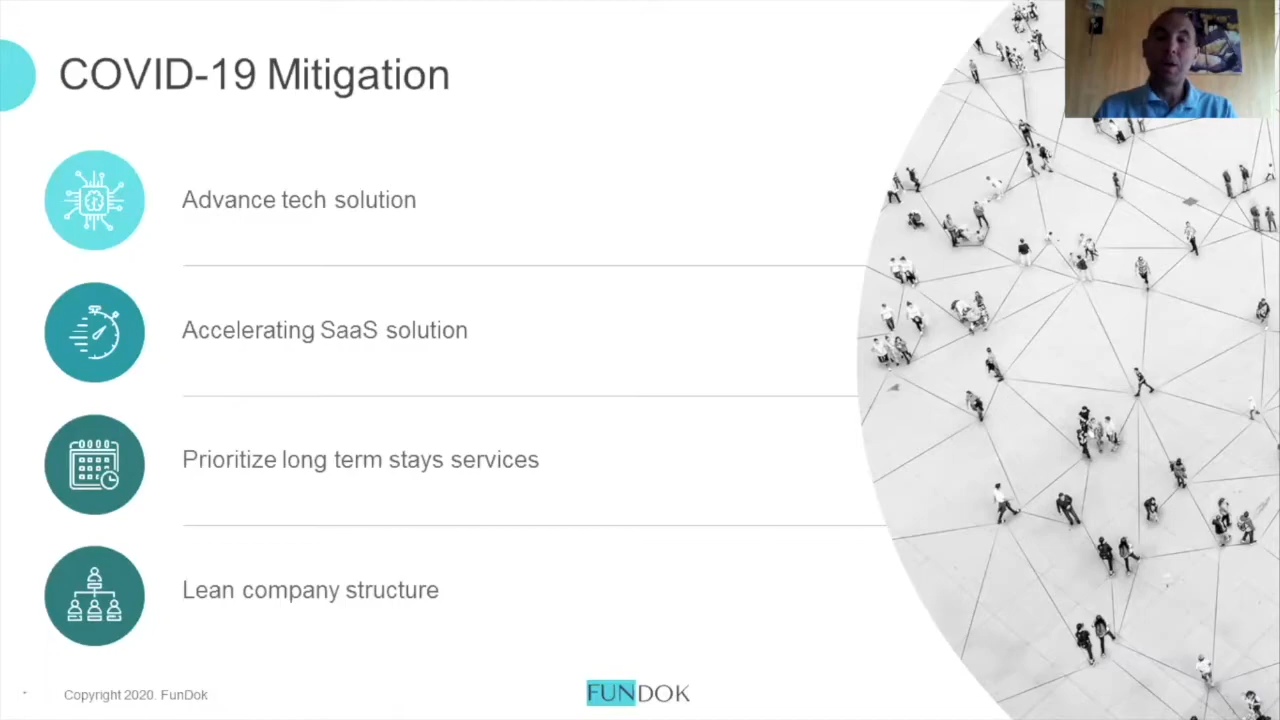 COVID-19 Mitigation
Advance tech solution
Accelerating SaaS solution
Prioritize long term stays services
Lean company structure
Copyright 2020. FunDok
FUNDOK